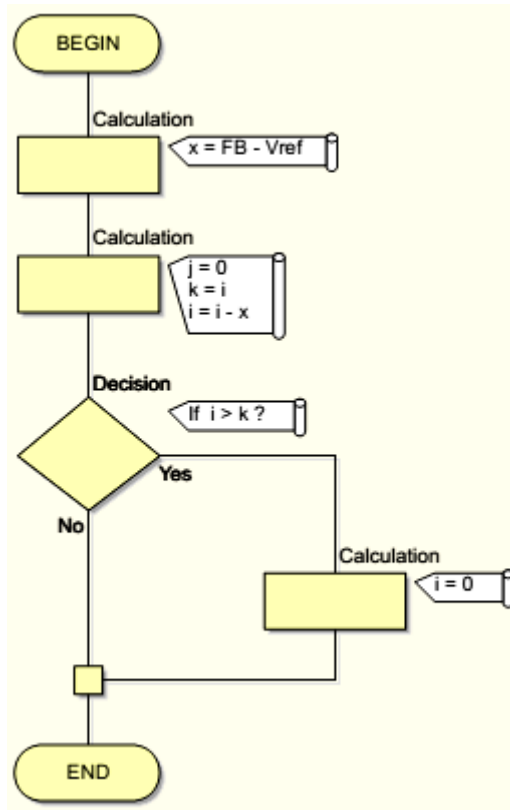 BEGIN
Calculation
x = FB - Vref
Calculation
j = 0
k = i
i = i - x
Decision
If i > k ?
Yes
No
Calculation
i = 0
END